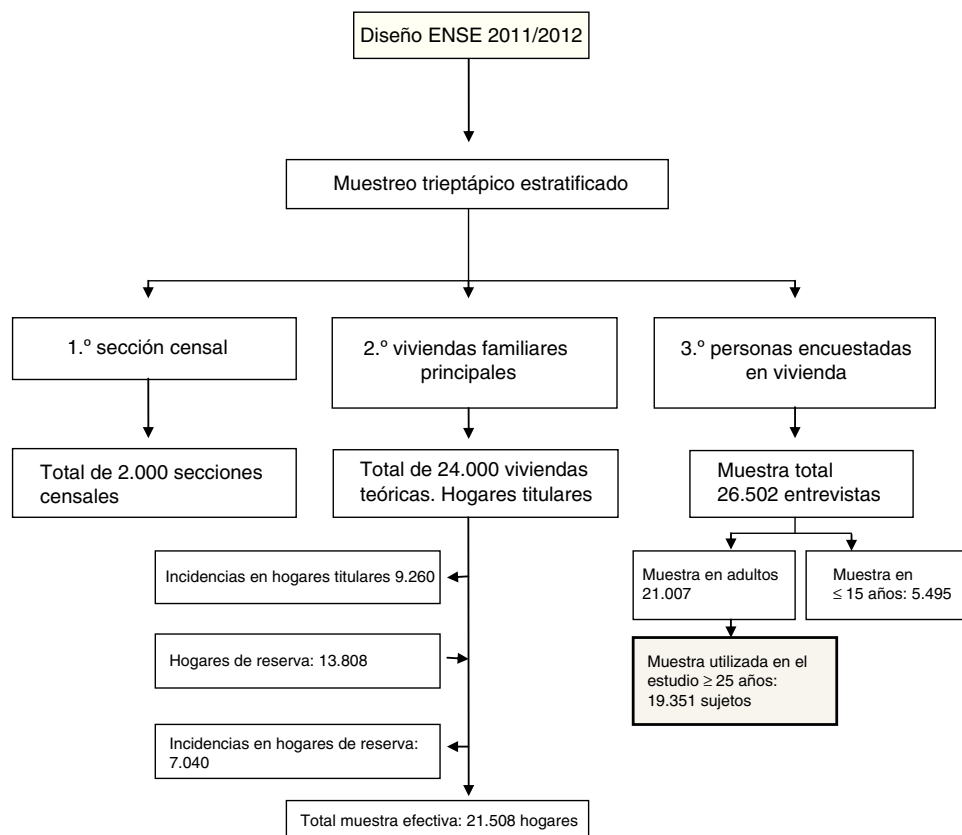 Diseño ENSE 2011/2012
Muestreo trieptápico estratificado
1.º sección censal
2.º viviendas familiares
principales
3.º personas encuestadas
en vivienda
Total de 2.000 secciones
censales
Total de 24.000 viviendas
teóricas. Hogares titulares
Muestra total
26.502 entrevistas
Incidencias en hogares titulares 9.260
Muestra en adultos
21.007
Muestra en
≤ 15 años: 5.495
Hogares de reserva: 13.808
Muestra utilizada en el
estudio ≥ 25 años:
19.351 sujetos
Incidencias en hogares de reserva:
7.040
Total muestra efectiva: 21.508 hogares